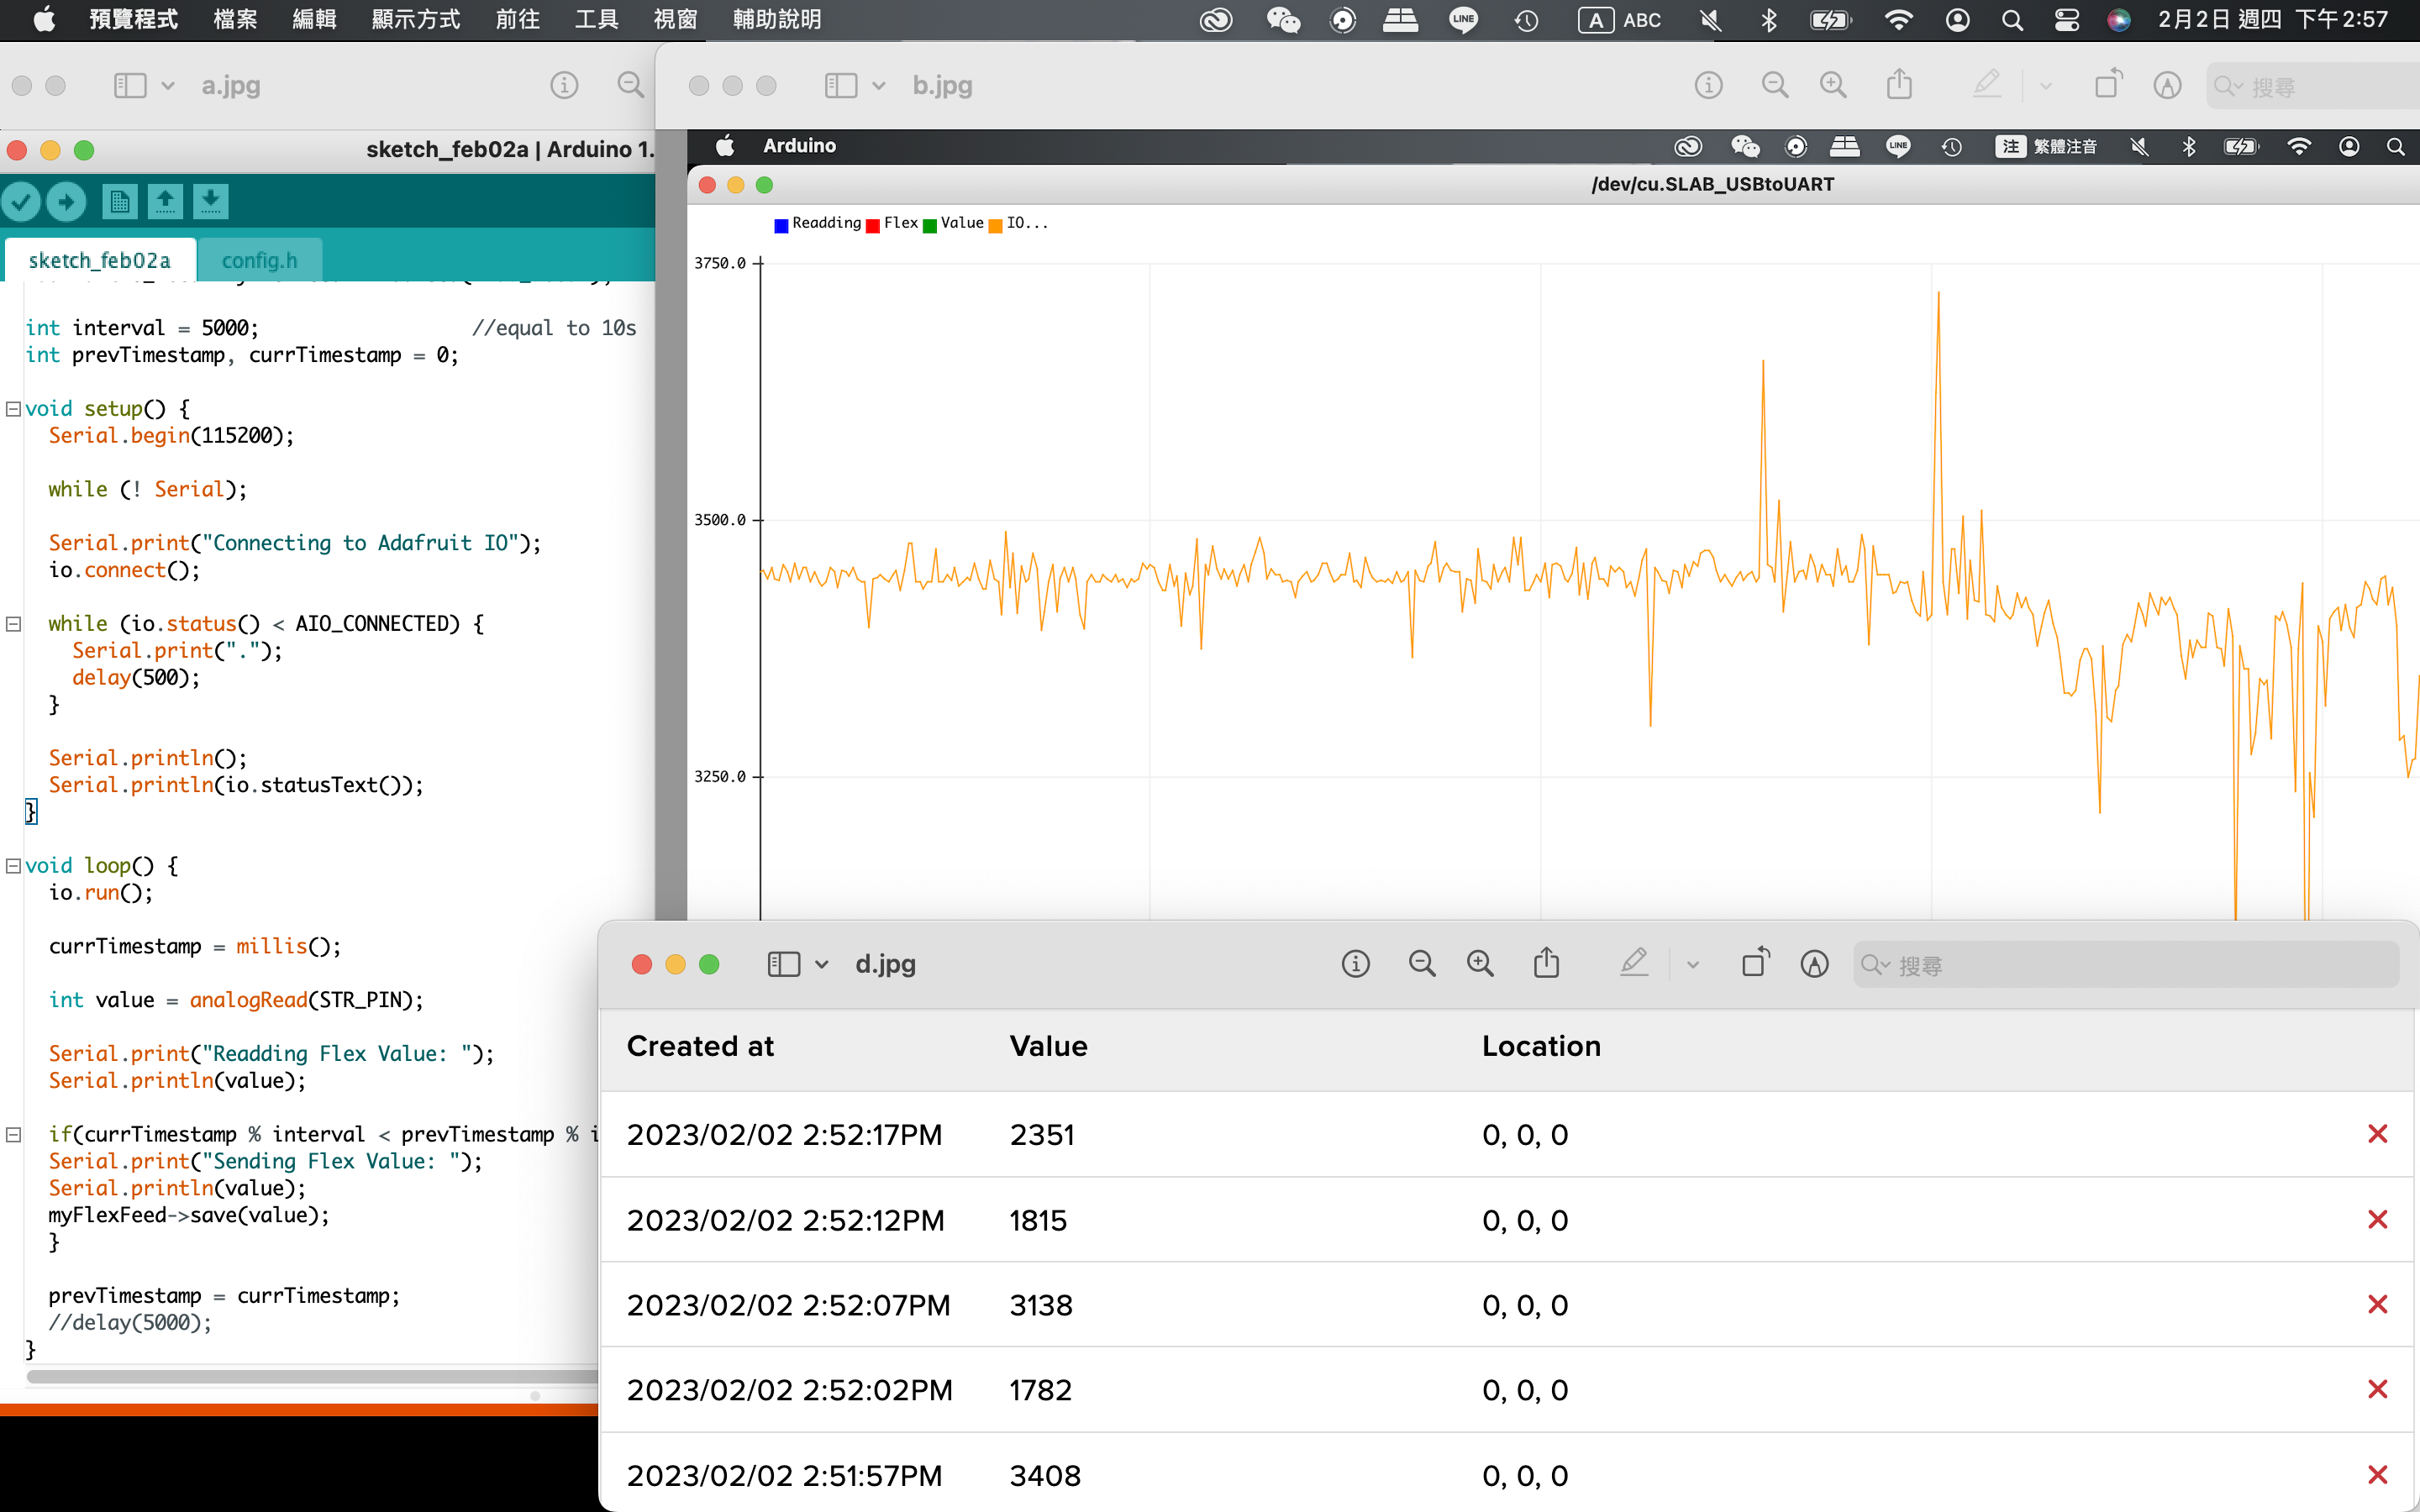 預覽程式 檔案 編輯 顯示方式 前往 工具 視窗 輔助說明 LINE A ABC 2月2日 週四 下午2:57
a.jpg
sketch_feb02a | Arduino 1.
sketch_feb02a config.h
int interval = 5000; //equal to 10s
int prevTimestamp, currTimestamp = 0;
void setup() {
Serial.begin(115200);
while (! Serial);
Serial.print("Connecting to Adafruit IO");
io.connect();
while (io.status() < AIO_CONNECTED) {
Serial.print(".");
delay(500);
}
Serial.println();
Serial.println(io.statusText());
}
void loop() {
io.run();
currTimestamp = millis();
int value = analogRead(STR_PIN);
Serial.print("Readding Flex Value: ");
Serial.println(value);
if(currTimestamp % interval < prevTimestamp % i
Serial.print("Sending Flex Value: ");
Serial.println(value);
myFlexFeed->save(value);
}
prevTimestamp = currTimestamp;
//delay(5000);
}
b.jpg
搜尋
Arduino LINE 注 繁體注音
/dev/cu.SLAB_USBtoUART
Readding Flex Value IO...
3750.0
3500.0
3250.0
d.jpg
搜尋
Created at Value Location
2023/02/02 2:52:17PM 2351 0, 0, 0
2023/02/02 2:52:12PM 1815 0, 0, 0
2023/02/02 2:52:07PM 3138 0, 0, 0
2023/02/02 2:52:02PM 1782 0, 0, 0
2023/02/02 2:51:57PM 3408 0, 0, 0